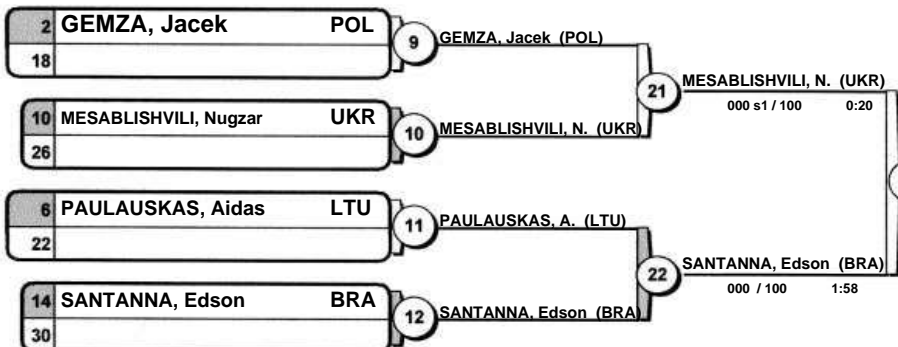 2 GEMZA, Jacek POL
18
9
GEMZA, Jacek (POL)
10 MESABLISHVILI, Nugzar UKR
26
10
MESABLISHVILI, N. (UKR)
21
MESABLISHVILI, N. (UKR)
000 s1 / 100 0:20
6 PAULAUSKAS, Aidas LTU
22
11
PAULAUSKAS, A. (LTU)
14 SANTANNA, Edson BRA
30
12
SANTANNA, Edson (BRA)
22
SANTANNA, Edson (BRA)
000 / 100 1:58